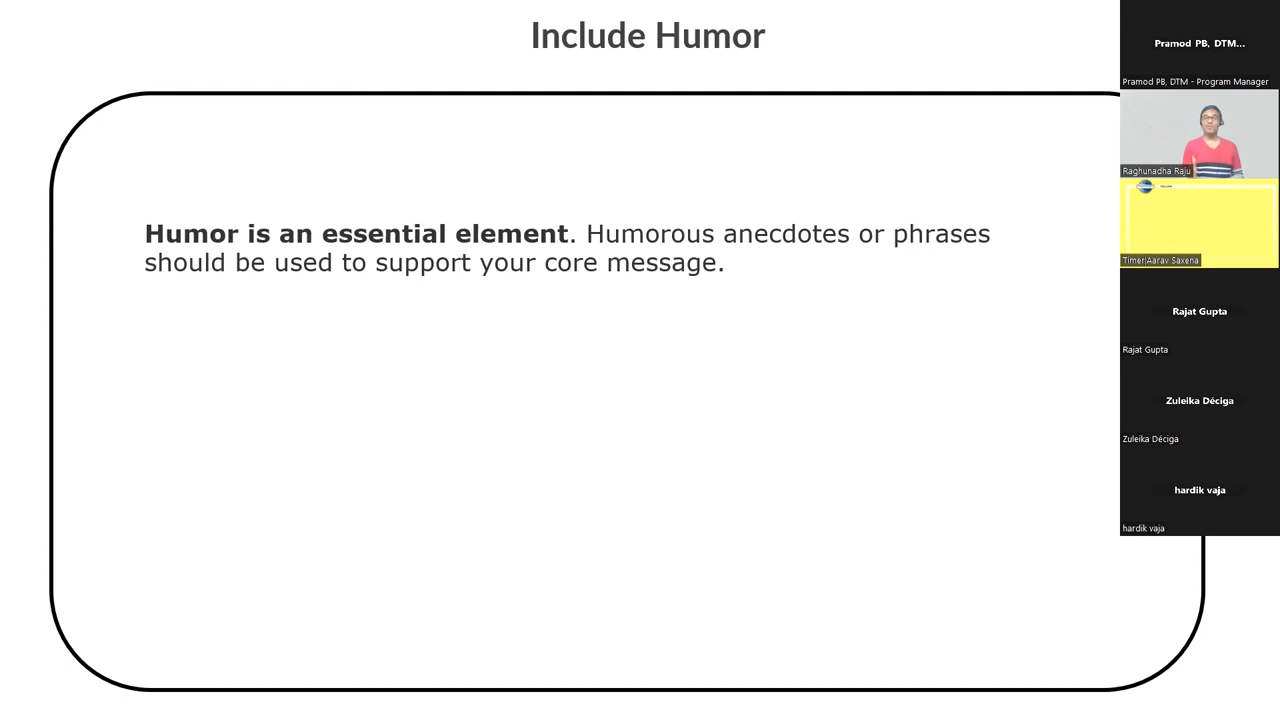 Include Humor
Humor is an essential element. Humorous anecdotes or phrases
should be used to support your core message.
Pramod PB, DTM...
Pramod PB, DTM - Program Manager
Raghunadha Raju
Timer|Aarav Saxena
Rajat Gupta
Rajat Gupta
Zuleika Déciga
Zuleika Déciga
hardik vaja
hardik vaja